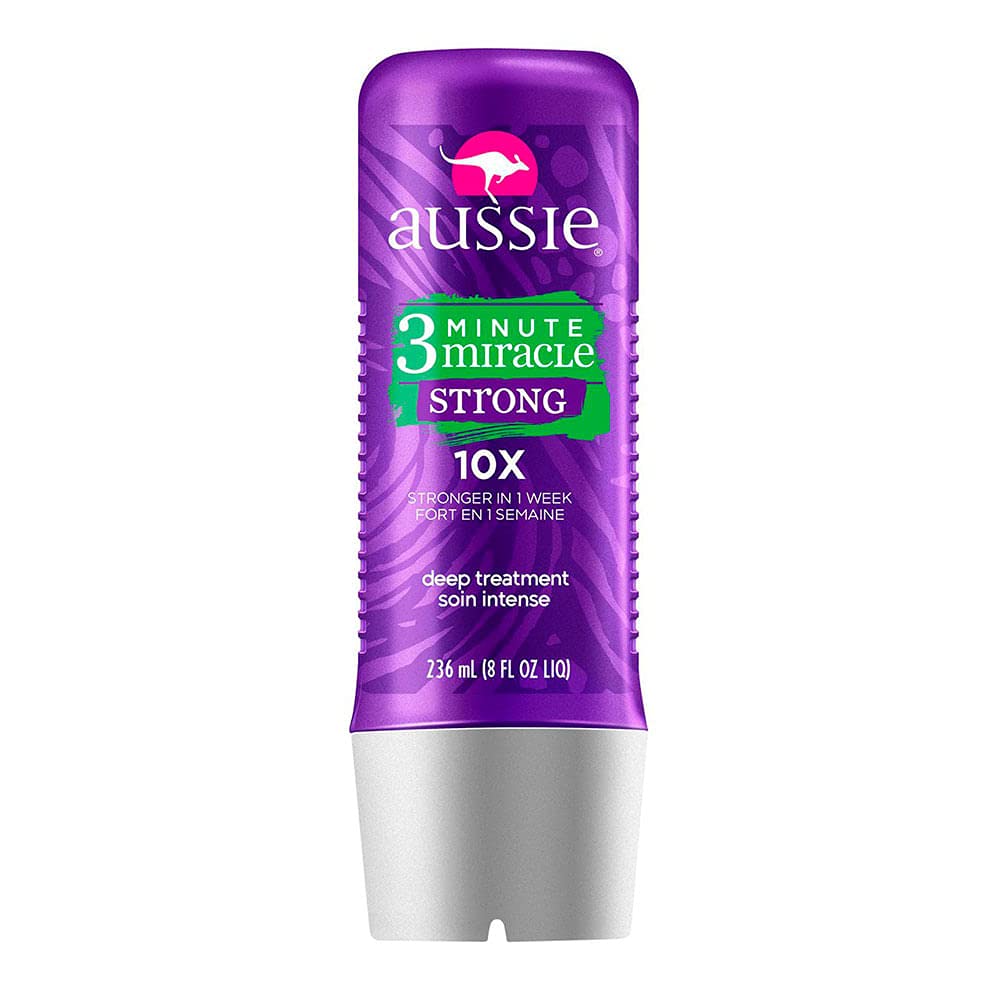 aussie®
3 MINUTE
miracle
STRONG
10X
STRONGER IN 1 WEEK
FORT EN 1 SEMAINE
deep treatment
soin intense
236 mL (8 FL OZ LIQ)